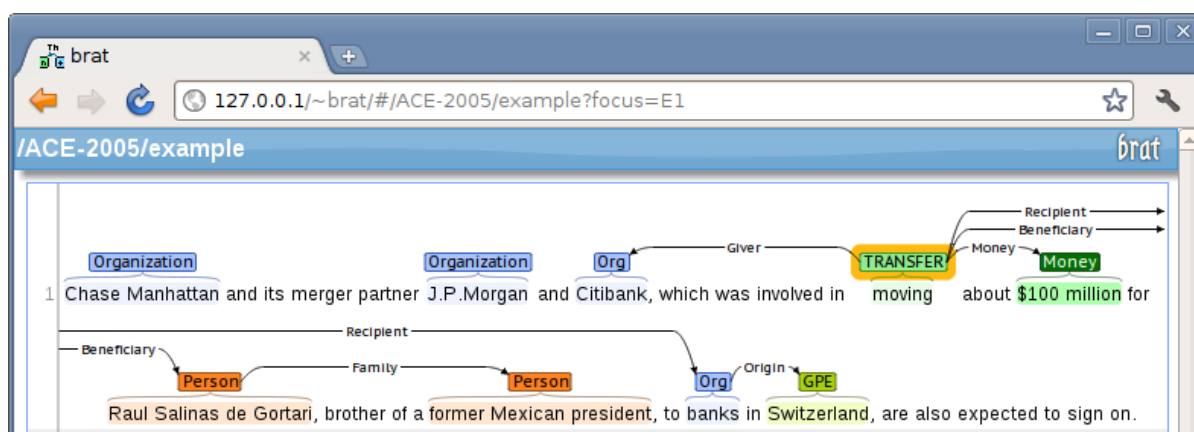 brat
127.0.0.1/~brat/#/ACE-2005/example?focus=E1
/ACE-2005/example brat
Recipient
Beneficiary
Giver Money
Organization Organization Org TRANSFER Money
1 Chase Manhattan and its merger partner J.P.Morgan and Citibank, which was involved in moving about $100 million for
Recipient
Beneficiary
Family Origin
Person Person Org GPE
Raul Salinas de Gortari, brother of a former Mexican president, to banks in Switzerland, are also expected to sign on.